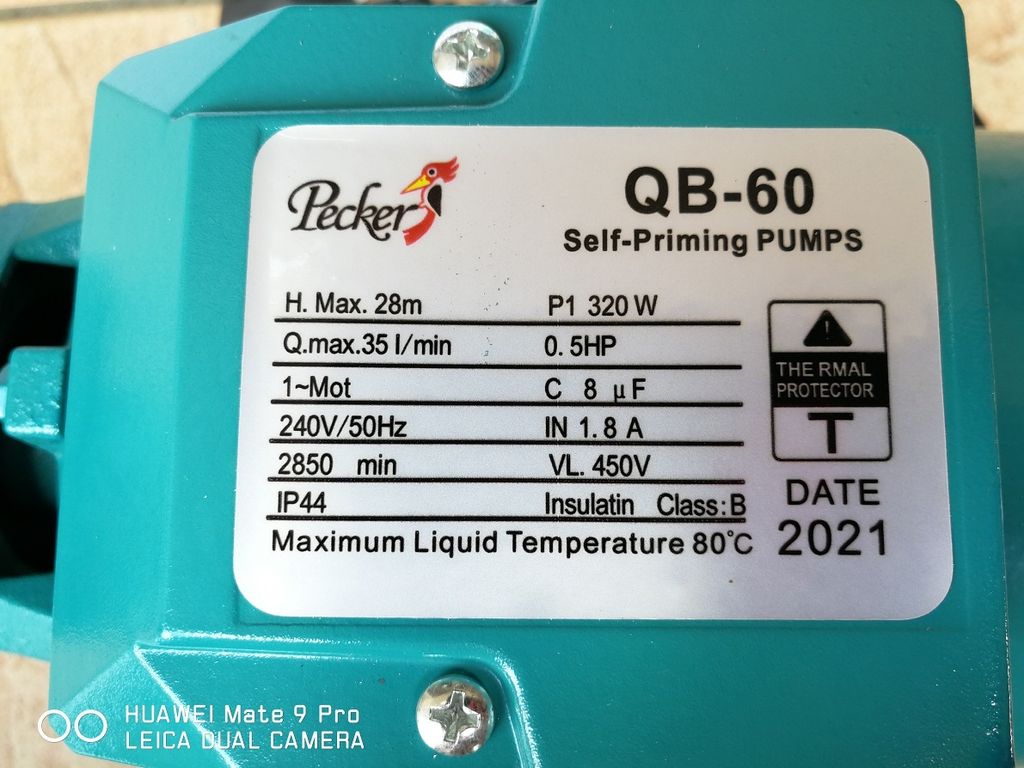 Pecker
QB-60
Self-Priming PUMPS
H. Max. 28m P1 320 W
Q.max.35 l/min 0.5HP
1~Mot C 8 μF
240V/50Hz IN 1.8 A
2850 min VL. 450V
IP44 Insulatin Class:B
Maximum Liquid Temperature 80°C
THE RMAL
PROTECTOR
T
DATE
2021
HUAWEI Mate 9 Pro
LEICA DUAL CAMERA